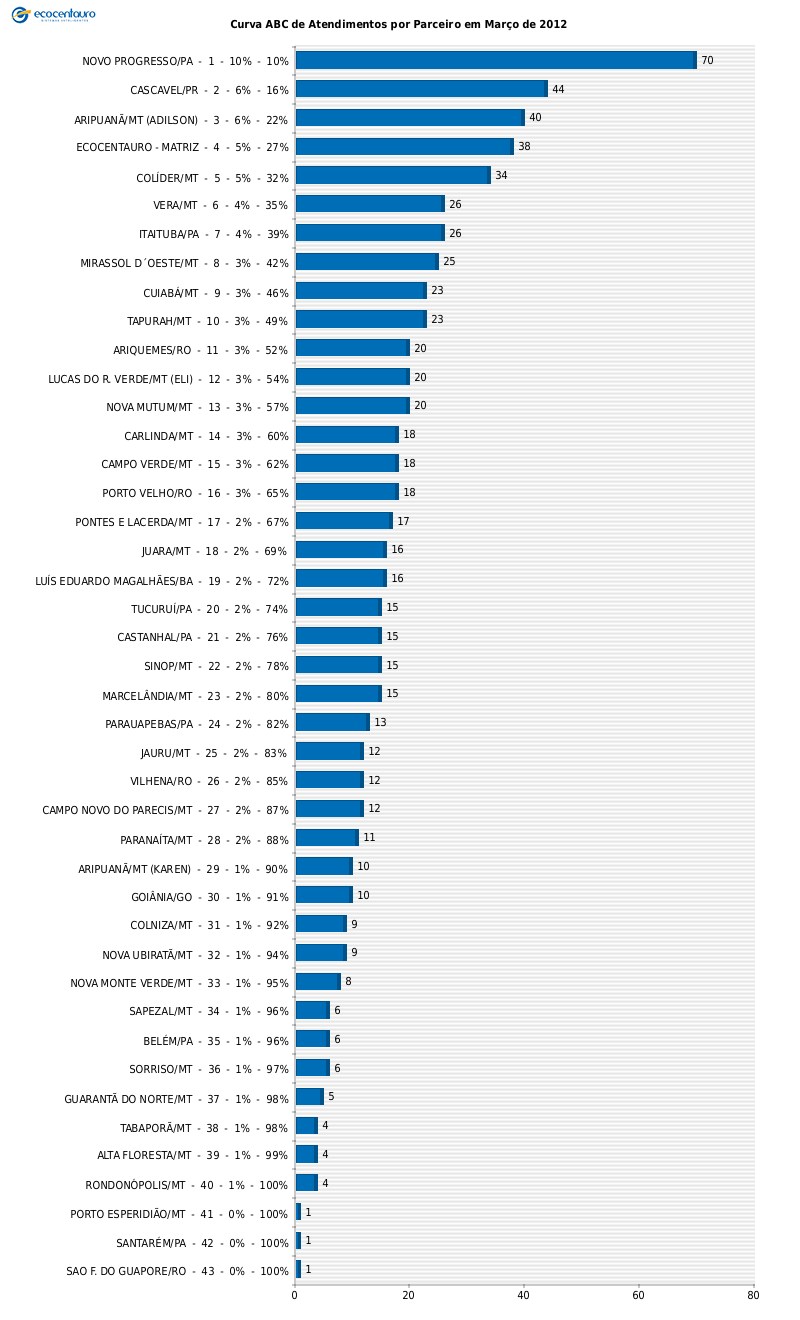 ecocentauro
Curva ABC de Atendimentos por Parceiro em Março de 2012
NOVO PROGRESSO/PA - 1 - 10% - 10% 70
CASCAVEL/PR - 2 - 6% - 16% 44
ARIPUANÃ/MT (ADILSON) - 3 - 6% - 22% 40
ECOCENTAURO - MATRIZ - 4 - 5% - 27% 38
COLÍDER/MT - 5 - 5% - 32% 34
VERA/MT - 6 - 4% - 35% 26
ITAITUBA/PA - 7 - 4% - 39% 26
MIRASSOL D´OESTE/MT - 8 - 3% - 42% 25
CUIABÁ/MT - 9 - 3% - 46% 23
TAPURAH/MT - 10 - 3% - 49% 23
ARIQUEMES/RO - 11 - 3% - 52% 20
LUCAS DO R. VERDE/MT (ELI) - 12 - 3% - 54% 20
NOVA MUTUM/MT - 13 - 3% - 57% 20
CARLINDA/MT - 14 - 3% - 60% 18
CAMPO VERDE/MT - 15 - 3% - 62% 18
PORTO VELHO/RO - 16 - 3% - 65% 18
PONTES E LACERDA/MT - 17 - 2% - 67% 17
JUARA/MT - 18 - 2% - 69% 16
LUÍS EDUARDO MAGALHÃES/BA - 19 - 2% - 72% 16
TUCURUÍ/PA - 20 - 2% - 74% 15
CASTANHAL/PA - 21 - 2% - 76% 15
SINOP/MT - 22 - 2% - 78% 15
MARCELÂNDIA/MT - 23 - 2% - 80% 15
PARAUAPEBAS/PA - 24 - 2% - 82% 13
JAURU/MT - 25 - 2% - 83% 12
VILHENA/RO - 26 - 2% - 85% 12
CAMPO NOVO DO PARECIS/MT - 27 - 2% - 87% 12
PARANAÍTA/MT - 28 - 2% - 88% 11
ARIPUANÃ/MT (KAREN) - 29 - 1% - 90% 10
GOIÂNIA/GO - 30 - 1% - 91% 10
COLNIZA/MT - 31 - 1% - 92% 9
NOVA UBIRATÃ/MT - 32 - 1% - 94% 9
NOVA MONTE VERDE/MT - 33 - 1% - 95% 8
SAPEZAL/MT - 34 - 1% - 96% 6
BELÉM/PA - 35 - 1% - 96% 6
SORRISO/MT - 36 - 1% - 97% 6
GUARANTÃ DO NORTE/MT - 37 - 1% - 98% 5
TABAPORÃ/MT - 38 - 1% - 98% 4
ALTA FLORESTA/MT - 39 - 1% - 99% 4
RONDONÓPOLIS/MT - 40 - 1% - 100% 4
PORTO ESPERIDIÃO/MT - 41 - 0% - 100% 1
SANTARÉM/PA - 42 - 0% - 100% 1
SAO F. DO GUAPORE/RO - 43 - 0% - 100% 1
0 20 40 60 80